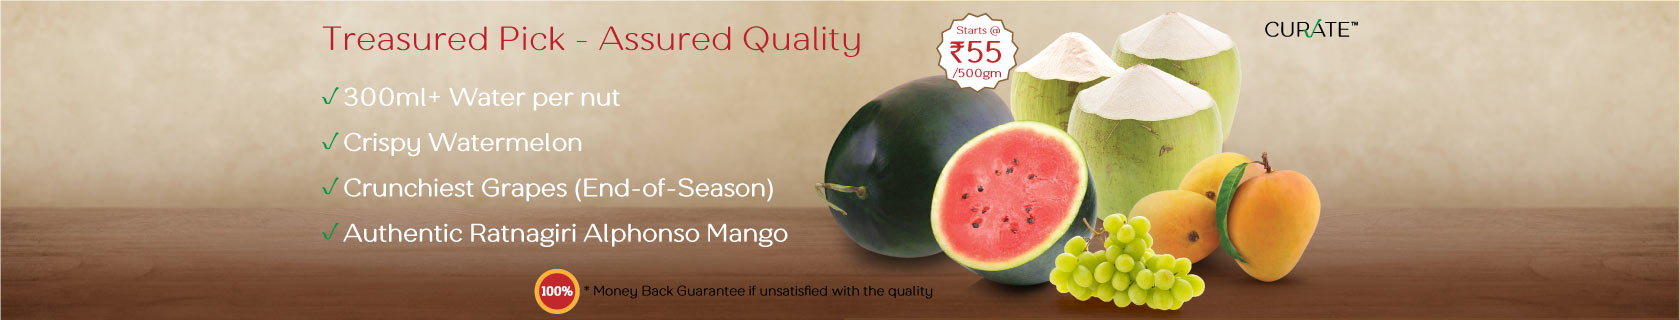 Treasured Pick - Assured Quality
✓ 300ml+ Water per nut
✓ Crispy Watermelon
✓ Crunchiest Grapes (End-of-Season)
✓ Authentic Ratnagiri Alphonso Mango
100% * Money Back Guarantee if unsatisfied with the quality
Starts @
₹55
/500gm
CURATE™